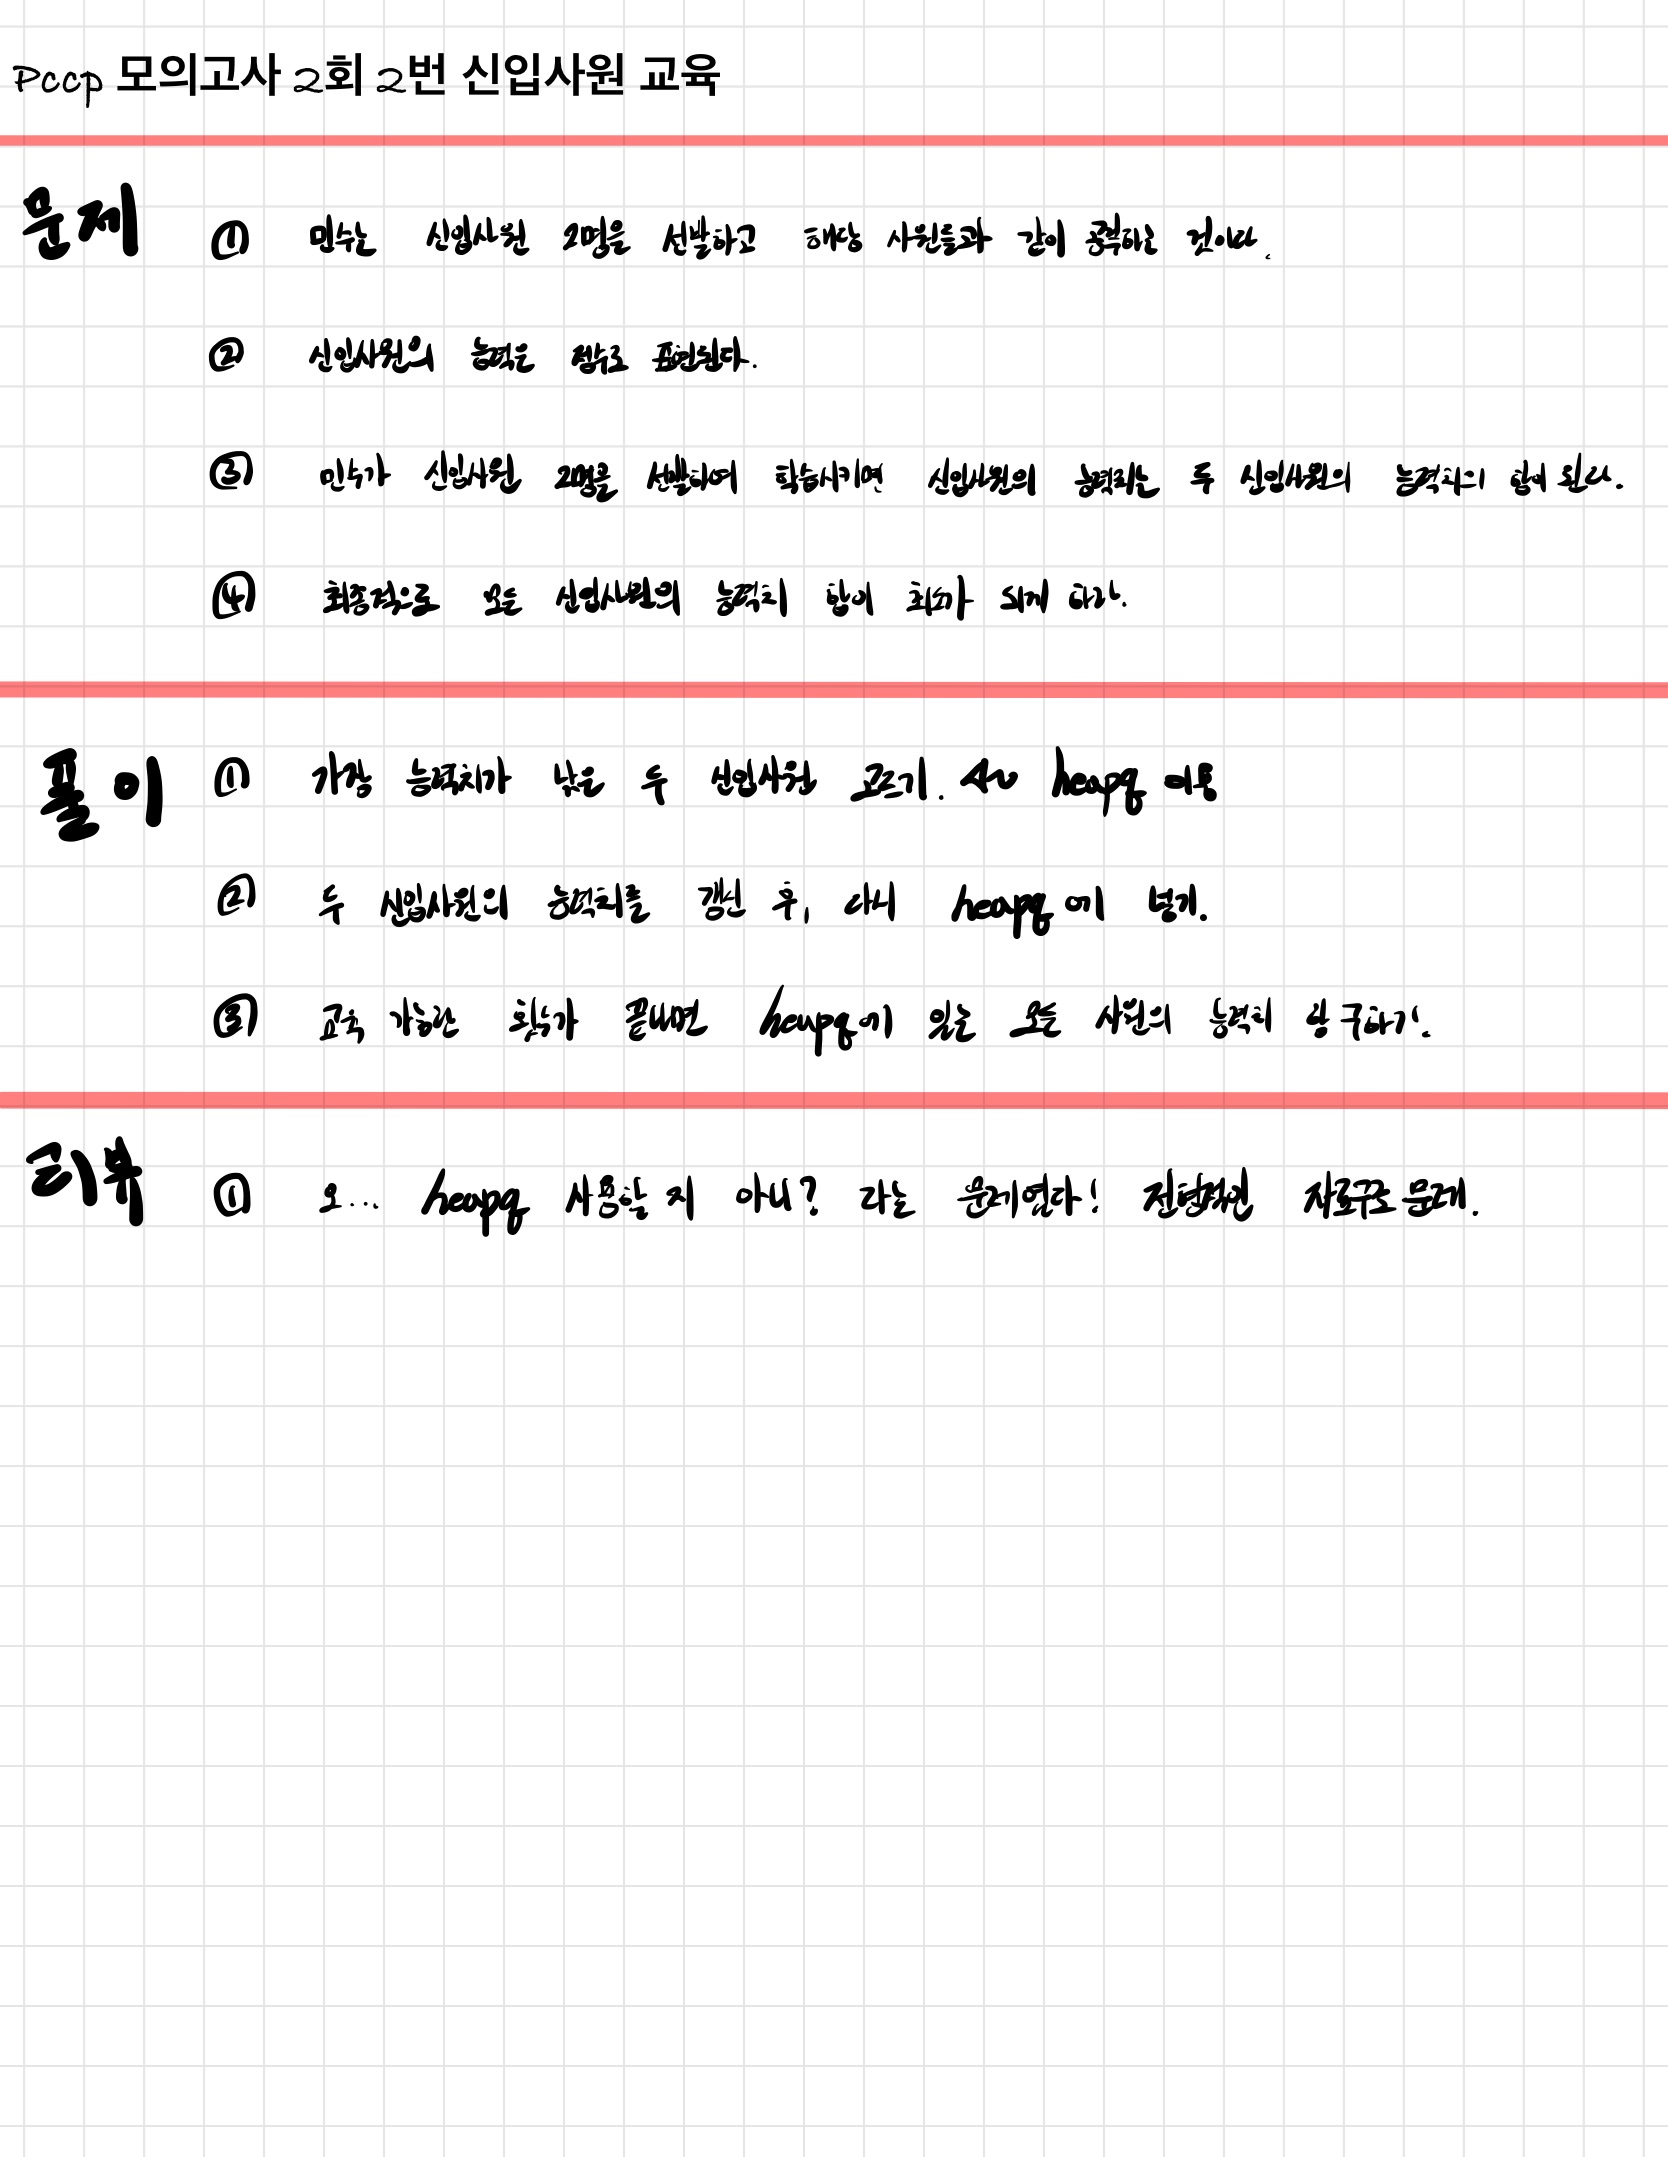 Pccp 모의고사 2회 2번 신입사원 교육
문제 ① 민수는 신입사원 2명을 선발하고 해당 사원들과 같이 공부하는 것이다.
② 신입사원의 능력은 점수로 표현된다.
③ 민수가 신입사원 2명을 선발하여 학습시키면 신입사원의 능력치는 두 신입사원의 능력치의 합이 된다.
④ 최종적으로 모든 신입사원의 능력치 합이 최소가 되게 하라.
풀이 ① 가장 능력치가 낮은 두 신입사원 고르기. heapq 이용
② 두 신입사원의 능력치를 갱신 후, 다시 heapq에 넣기.
③ 교육 가능한 횟수가 끝나면 heapq에 있는 모든 사원의 능력치 합 구하기.
리뷰 ① 오... heapq 사용할 지 아니? 라는 문제였다! 전형적인 자료구조 문제.